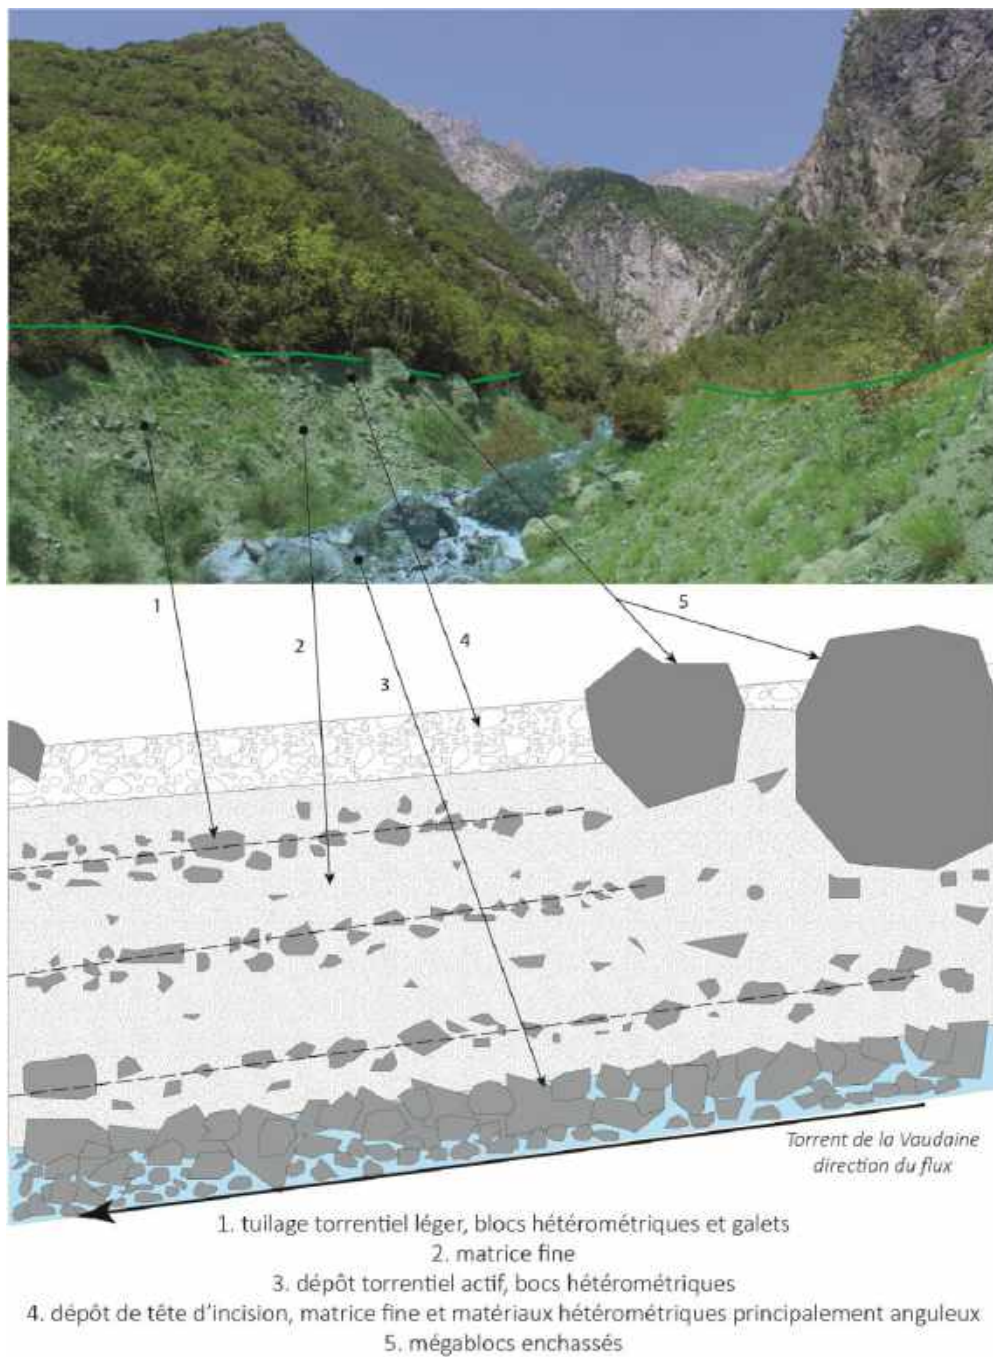 1
2
3
4
5
Torrent de la Vaudaine
direction du flux
1. tuilage torrentiel léger, blocs hétérométriques et galets
2. matrice fine
3. dépôt torrentiel actif, bocs hétérométriques
4. dépôt de tête d'incision, matrice fine et matériaux hétérométriques principalement anguleux
5. mégablocs enchassés